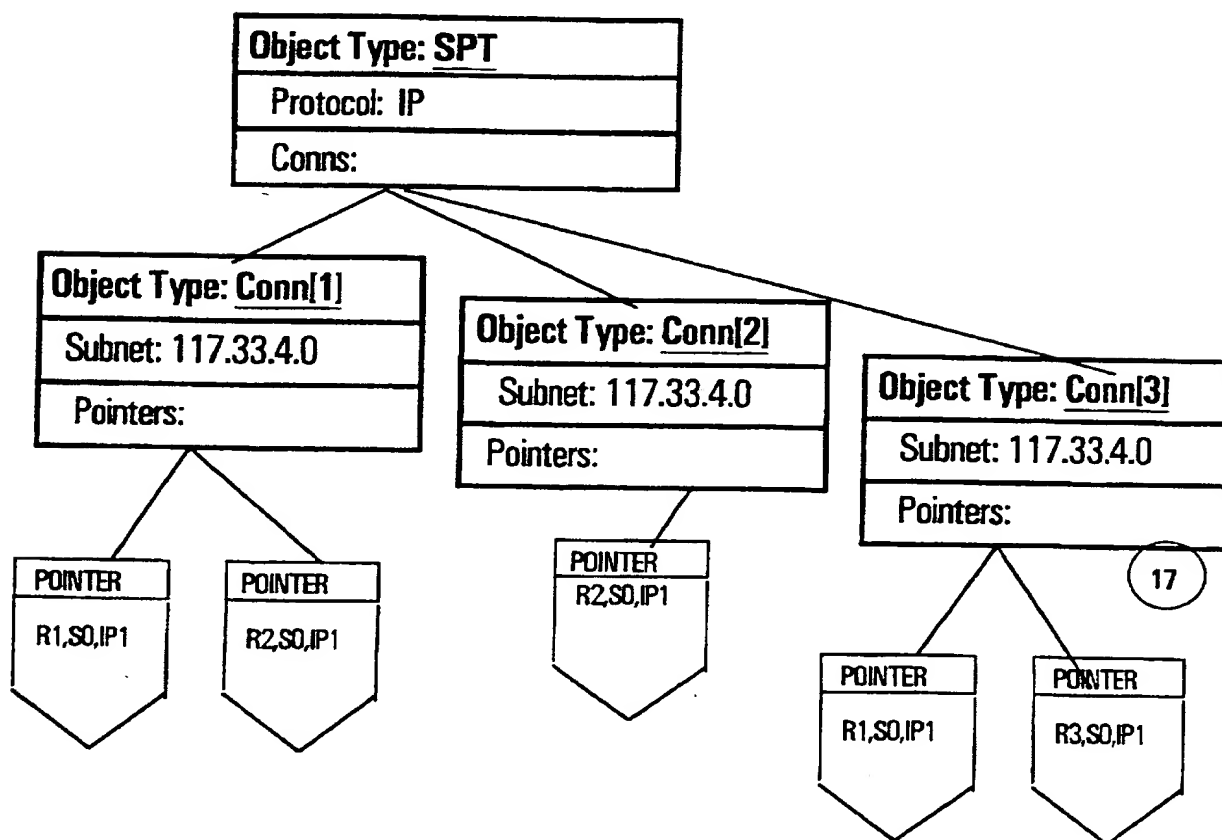 Object Type: SPT
Protocol: IP
Conns:
Object Type: Conn[1]
Subnet: 117.33.4.0
Pointers:
Object Type: Conn[2]
Subnet: 117.33.4.0
Pointers:
Object Type: Conn[3]
Subnet: 117.33.4.0
Pointers:
17
POINTER
R1,S0,IP1
POINTER
R2,S0,IP1
POINTER
R2,S0,IP1
POINTER
R1,S0,IP1
POINTER
R3,S0,IP1